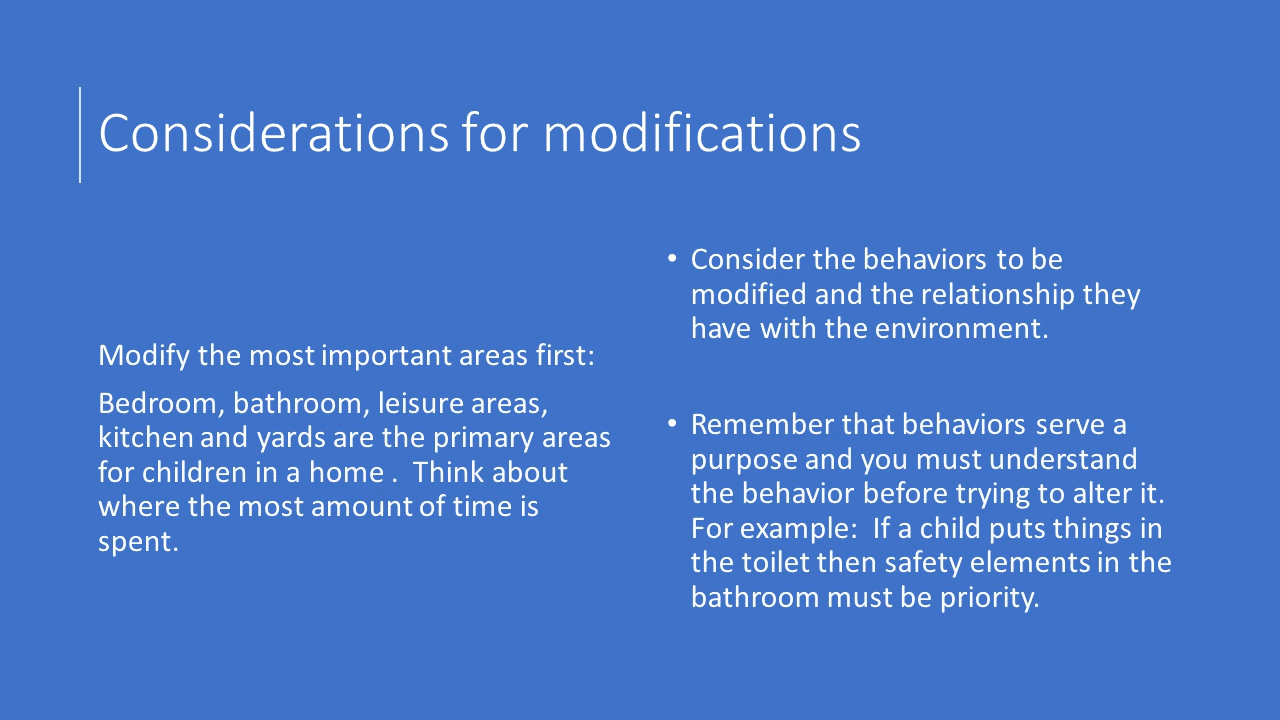 Considerations for modifications
Modify the most important areas first:
Bedroom, bathroom, leisure areas,
kitchen and yards are the primary areas
for children in a home .  Think about
where the most amount of time is
spent.
• Consider the behaviors to be
modified and the relationship they
have with the environment.
• Remember that behaviors serve a
purpose and you must understand
the behavior before trying to alter it.
For example:  If a child puts things in
the toilet then safety elements in the
bathroom must be priority.